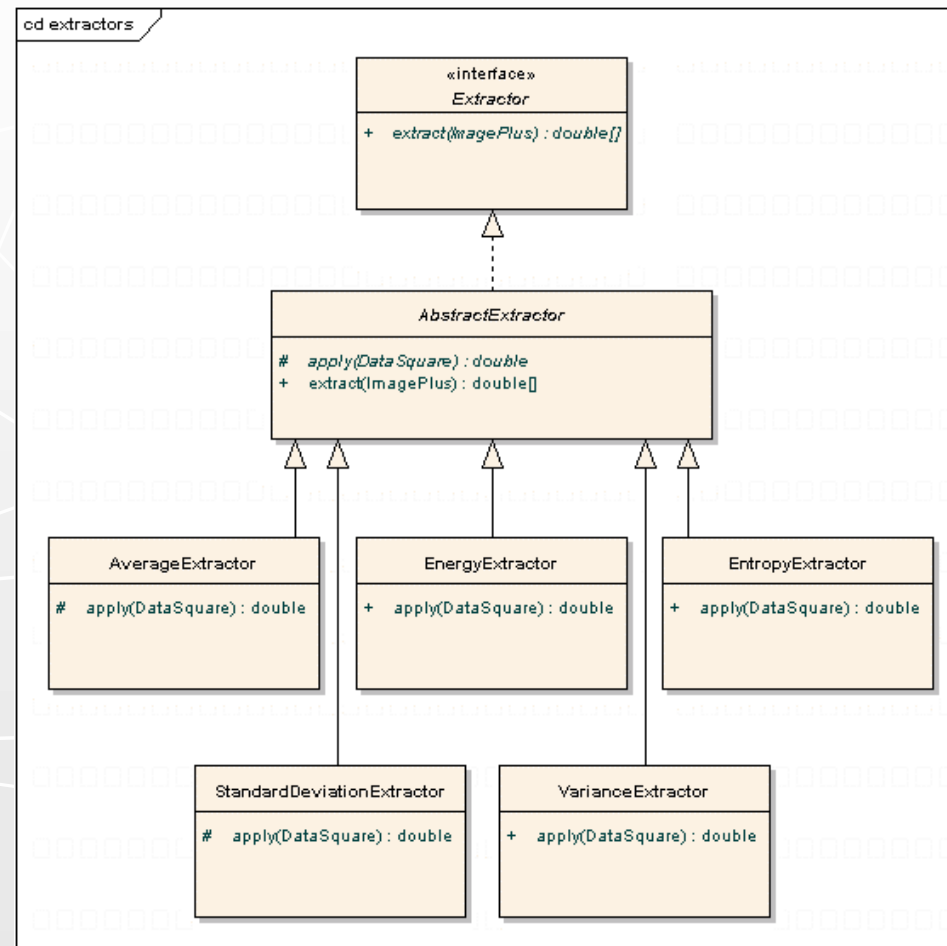 cd extractors
«interface»
Extractor
+ extract(ImagePlus) : double[]
AbstractExtractor
# apply(DataSquare) : double
+ extract(ImagePlus) : double[]
AverageExtractor
# apply(DataSquare) : double
EnergyExtractor
+ apply(DataSquare) : double
EntropyExtractor
+ apply(DataSquare) : double
StandardDeviationExtractor
# apply(DataSquare) : double
VarianceExtractor
+ apply(DataSquare) : double